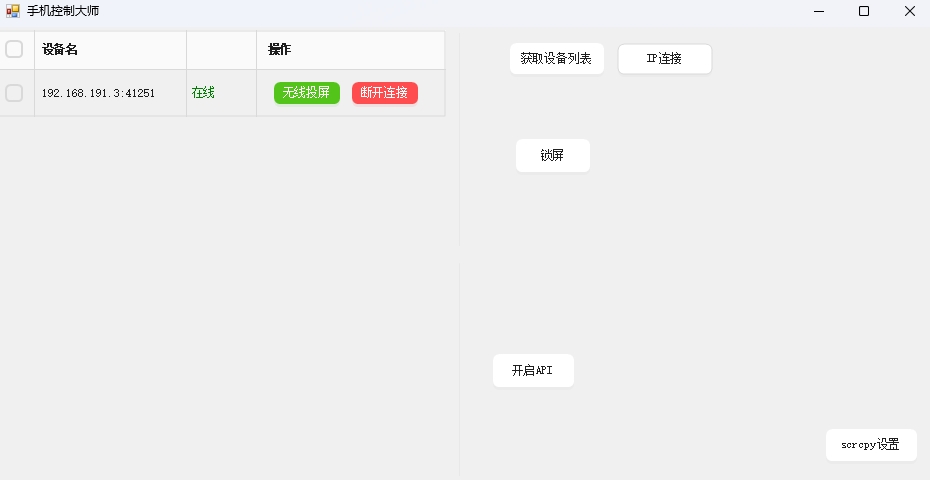 手机控制大师
设备名 操作
192.168.191.3:41251 在线 无线投屏 断开连接
获取设备列表 IP连接
锁屏
开启API
scrcpy设置